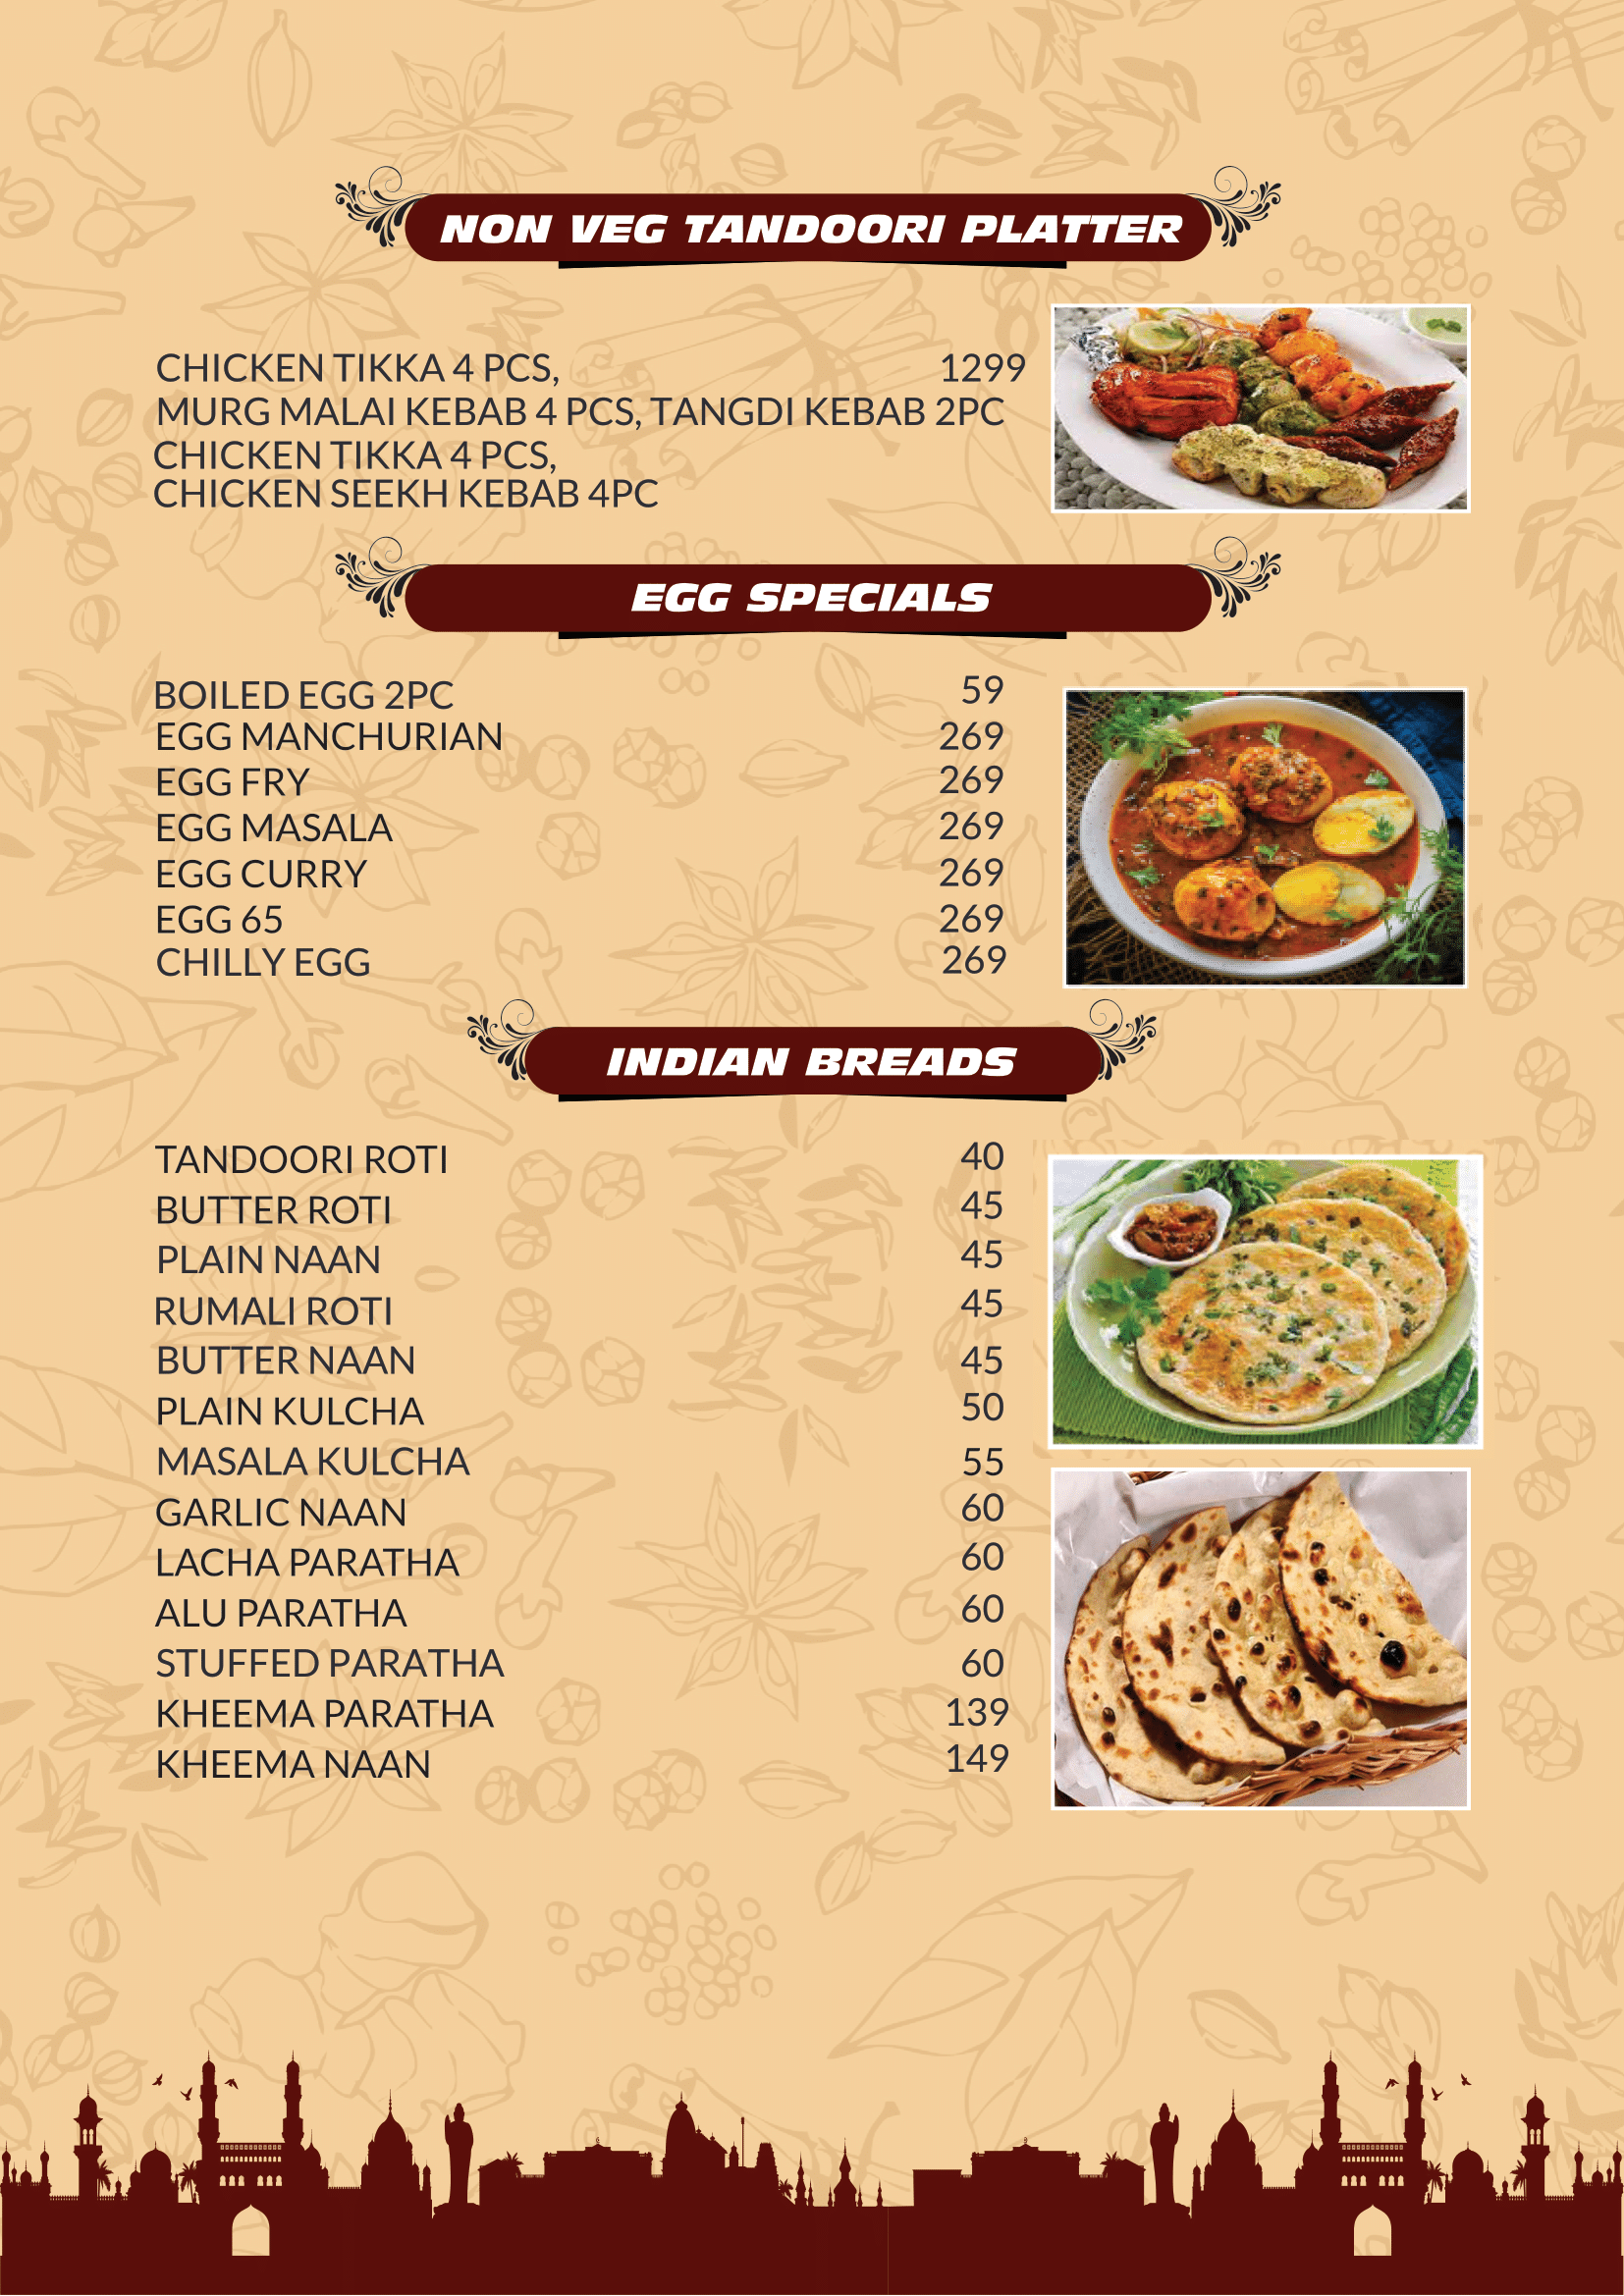 NON VEG TANDOORI PLATTER
CHICKEN TIKKA 4 PCS, 1299
MURG MALAI KEBAB 4 PCS, TANGDI KEBAB 2PC
CHICKEN TIKKA 4 PCS,
CHICKEN SEEKH KEBAB 4PC
EGG SPECIALS
BOILED EGG 2PC 59
EGG MANCHURIAN 269
EGG FRY 269
EGG MASALA 269
EGG CURRY 269
EGG 65 269
CHILLY EGG 269
INDIAN BREADS
TANDOORI ROTI 40
BUTTER ROTI 45
PLAIN NAAN 45
RUMALI ROTI 45
BUTTER NAAN 45
PLAIN KULCHA 50
MASALA KULCHA 55
GARLIC NAAN 60
LACHA PARATHA 60
ALU PARATHA 60
STUFFED PARATHA 60
KHEEMA PARATHA 139
KHEEMA NAAN 149